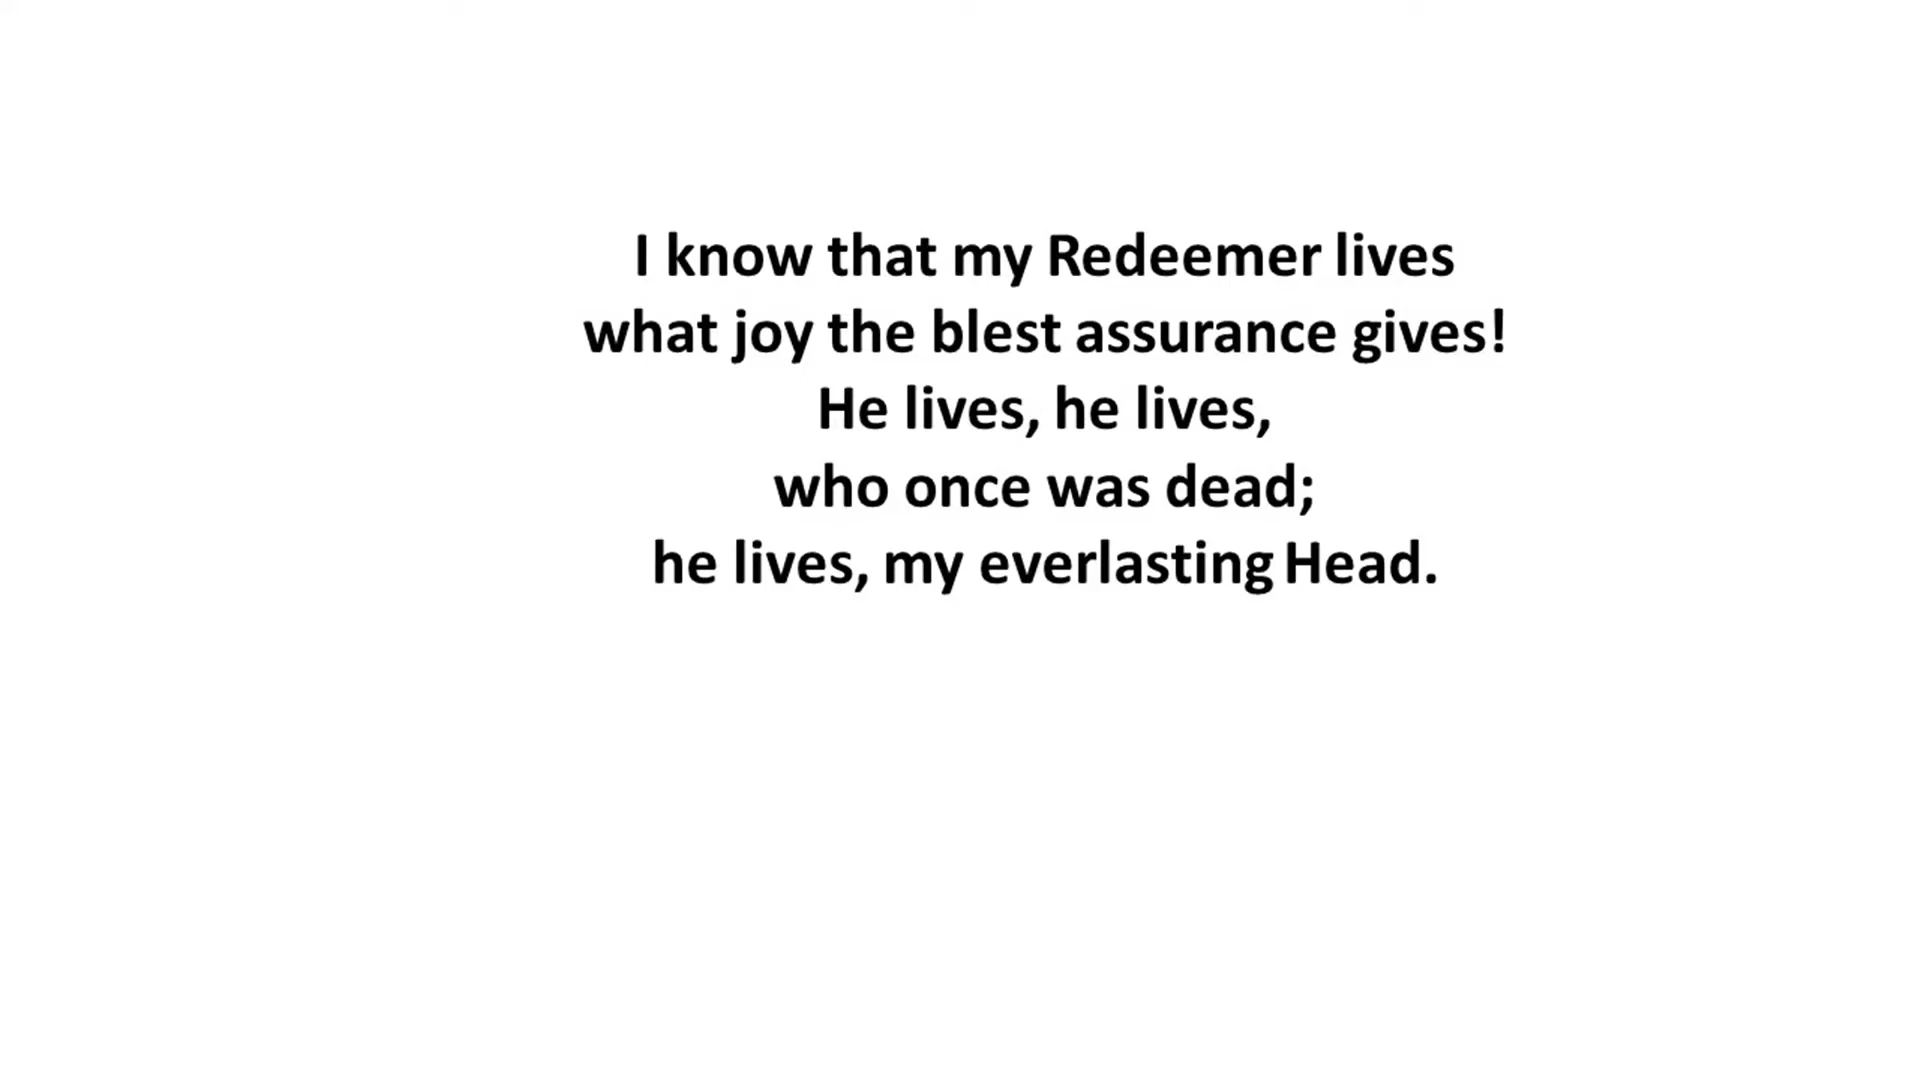 I know that my Redeemer lives
what joy the blest assurance gives!
He lives, he lives,
who once was dead;
he lives, my everlasting Head.